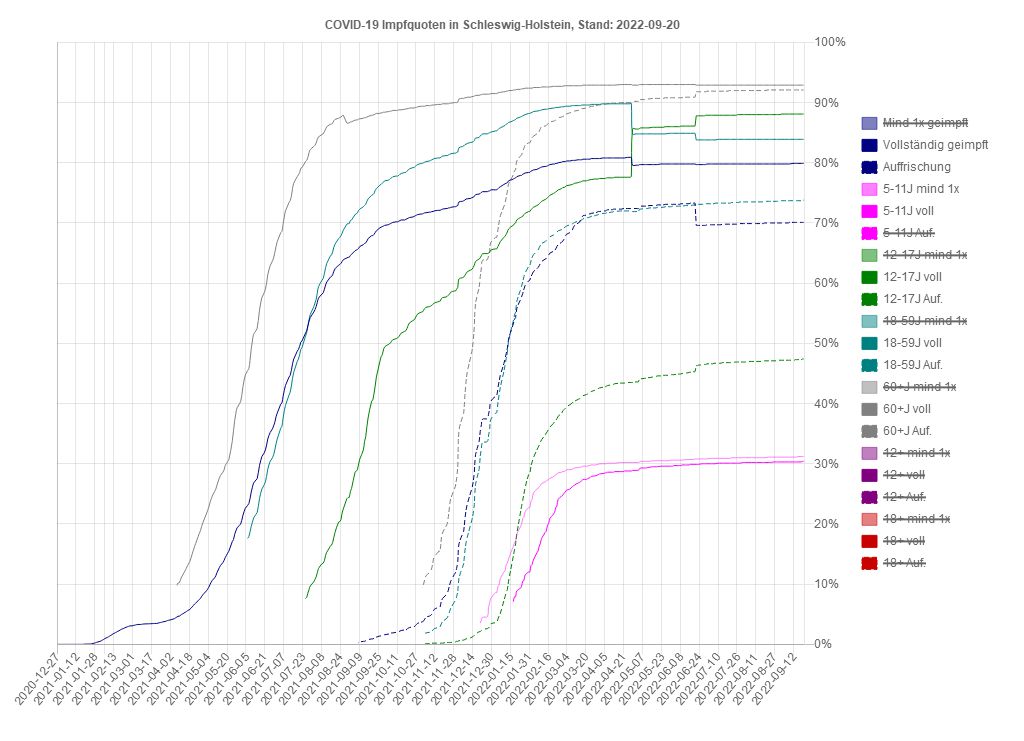 COVID-19 Impfquoten in Schleswig-Holstein, Stand: 2022-09-20
100%
90%
80%
70%
60%
50%
40%
30%
20%
10%
0%
Mind 1x geimpft
Vollständig geimpft
Auffrischung
5-11J mind 1x
5-11J voll
5-11J Auf.
12-17J mind 1x
12-17J voll
12-17J Auf.
18-59J mind 1x
18-59J voll
18-59J Auf.
60+J mind 1x
60+J voll
60+J Auf.
12+ mind 1x
12+ voll
12+ Auf.
18+ mind 1x
18+ voll
18+ Auf.
2020-12-27
2021-01-12
2021-01-28
2021-02-13
2021-03-01
2021-03-17
2021-04-02
2021-04-18
2021-05-04
2021-05-20
2021-06-05
2021-06-21
2021-07-07
2021-07-23
2021-08-08
2021-08-24
2021-09-09
2021-09-25
2021-10-11
2021-10-27
2021-11-12
2021-11-28
2021-12-14
2021-12-30
2022-01-15
2022-01-31
2022-02-16
2022-03-04
2022-03-20
2022-04-05
2022-04-21
2022-05-07
2022-05-23
2022-06-08
2022-06-24
2022-07-10
2022-07-26
2022-08-11
2022-08-27
2022-09-12